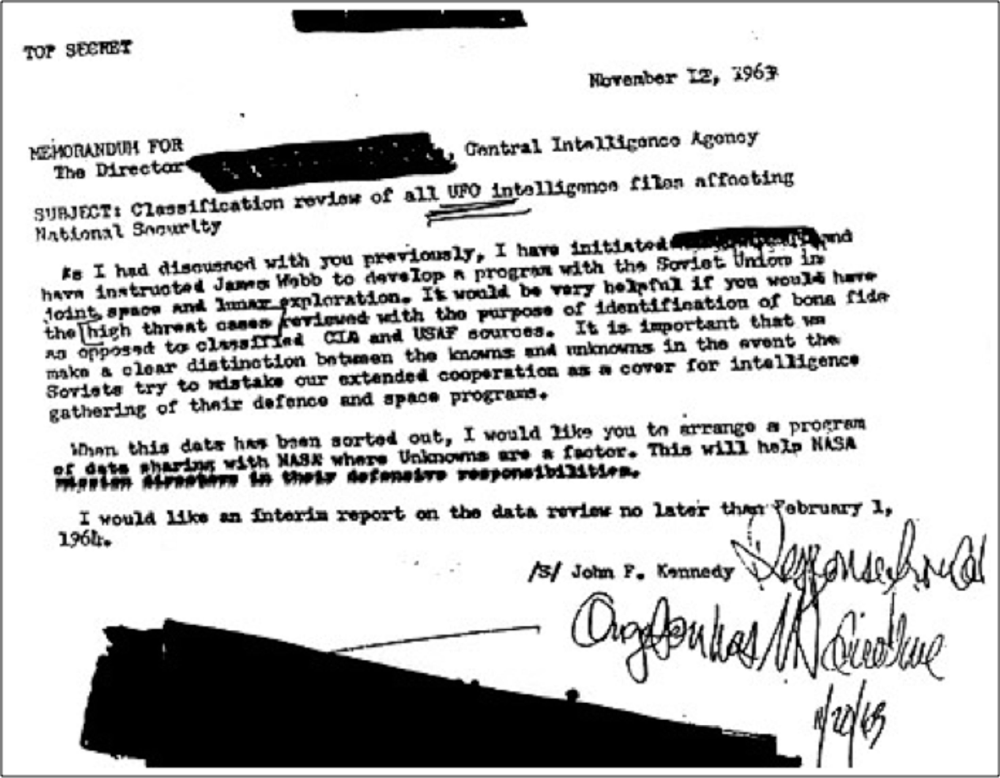 TOP SECRET
November 12, 1963
MEMORANDUM FOR
The Director , Central Intelligence Agency
SUBJECT: Classification review of all UFO intelligence files affecting
National Security
As I had discussed with you previously, I have initiated and
have instructed James Webb to develop a program with the Soviet Union in
joint space and lunar exploration. It would be very helpful if you would have
the high threat cases reviewed with the purpose of identification of bona fide
as opposed to classified CIA and USAF sources. It is important that we
make a clear distinction between the knowns and unknowns in the event the
Soviets try to mistake our extended cooperation as a cover for intelligence
gathering of their defence and space programs.
When this data has been sorted out, I would like you to arrange a program
of data sharing with NASA where Unknowns are a factor. This will help NASA
mission directors in their defensive responsibilities.
I would like an interim report on the data review no later than February 1,
1964.
/S/ John F. Kennedy
Response
11/20/63